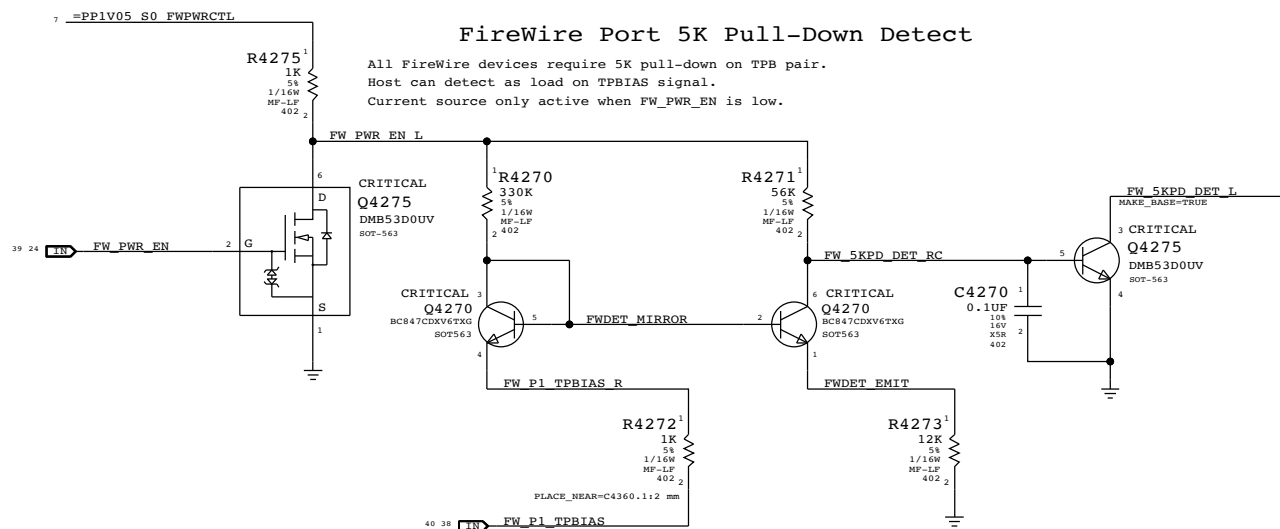 7 =PP1V05_S0_FWPWRCTL
FireWire Port 5K Pull-Down Detect
All FireWire devices require 5K pull-down on TPB pair.
Host can detect as load on TPBIAS signal.
Current source only active when FW_PWR_EN is low.
R4275 1
1K
5%
1/16W
MF-LF
402
2
FW_PWR_EN_L
6
D
CRITICAL
Q4275
DMB53D0UV
SOT-563
39 24 IN FW_PWR_EN 2 G
S
1
1
R4270
330K
5%
1/16W
MF-LF
402
2
R4271 1
56K
5%
1/16W
MF-LF
402 2
FW_5KPD_DET_L
MAKE_BASE=TRUE
3 CRITICAL
Q4275
DMB53D0UV
SOT-563
5
4
FW_5KPD_DET_RC
C4270 1
0.1UF
10%
16V
X5R
402
2
CRITICAL 3
Q4270
BC847CDXV6TXG
SOT563
5
4
FWDET_MIRROR
6 CRITICAL
Q4270
BC847CDXV6TXG
SOT563
2
1
FW_P1_TPBIAS_R
FWDET_EMIT
R4272 1
1K
5%
1/16W
MF-LF
402 2
R4273 1
12K
5%
1/16W
MF-LF
402 2
PLACE_NEAR=C4360.1:2 mm
40 38 IN FW_P1_TPBIAS